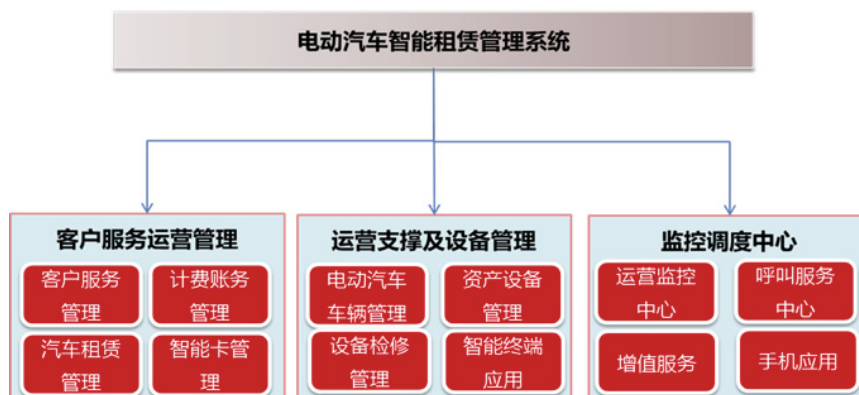 电动汽车智能租赁管理系统
客户服务运营管理
客户服务
管理
计费账务
管理
汽车租赁
管理
智能卡管
理
运营支撑及设备管理
电动汽车
车辆管理
资产设备
管理
设备检修
管理
智能终端
应用
监控调度中心
运营监控
中心
呼叫服务
中心
增值服务
手机应用